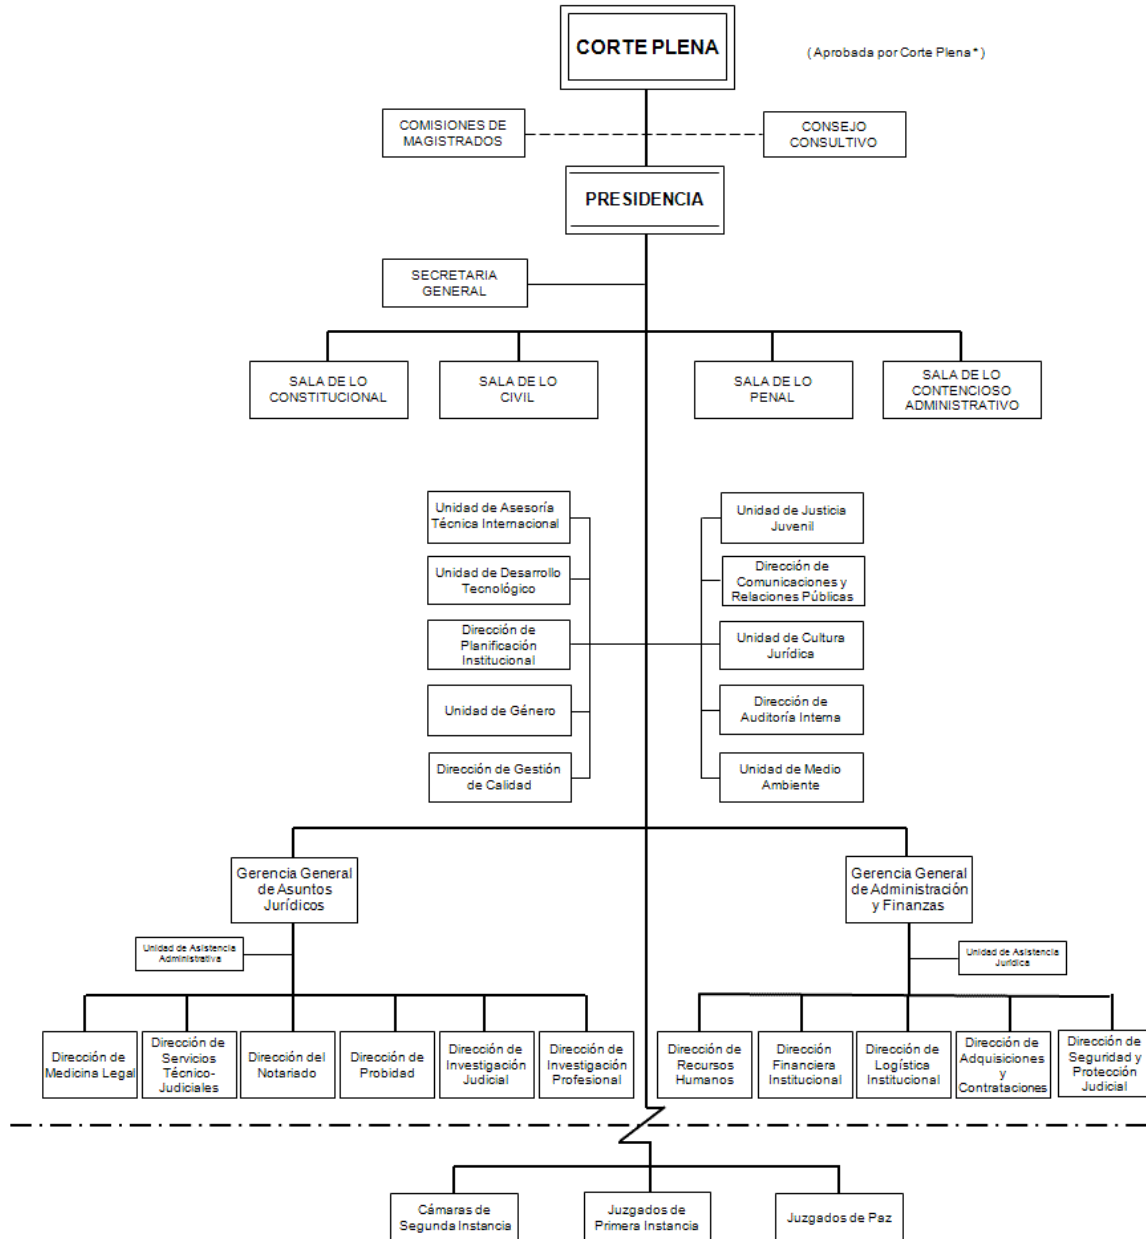 CORTE PLENA
( Aprobada por Corte Plena* )
COMISIONES DE
MAGISTRADOS
CONSEJO
CONSULTIVO
PRESIDENCIA
SECRETARIA
GENERAL
SALA DE LO
CONSTITUCIONAL
SALA DE LO
CIVIL
SALA DE LO
PENAL
SALA DE LO
CONTENCIOSO
ADMINISTRATIVO
Unidad de Asesoría
Técnica Internacional
Unidad de Justicia
Juvenil
Unidad de Desarrollo
Tecnológico
Dirección de
Comunicaciones y
Relaciones Públicas
Dirección de
Planificación
Institucional
Unidad de Cultura
Jurídica
Unidad de Género
Dirección de
Auditoría Interna
Dirección de Gestión
de Calidad
Unidad de Medio
Ambiente
Gerencia General
de Asuntos
Jurídicos
Gerencia General
de Administración
y Finanzas
Unidad de Asistencia
Administrativa
Unidad de Asistencia
Jurídica
Dirección de
Medicina Legal
Dirección de
Servicios
Técnico-
Judiciales
Dirección del
Notariado
Dirección de
Probidad
Dirección de
Investigación
Judicial
Dirección de
Investigación
Profesional
Dirección de
Recursos
Humanos
Dirección
Financiera
Institucional
Dirección de
Logística
Institucional
Dirección de
Adquisiciones
y
Contrataciones
Dirección de
Seguridad y
Protección
Judicial
Cámaras de
Segunda Instancia
Juzgados de
Primera Instancia
Juzgados de Paz